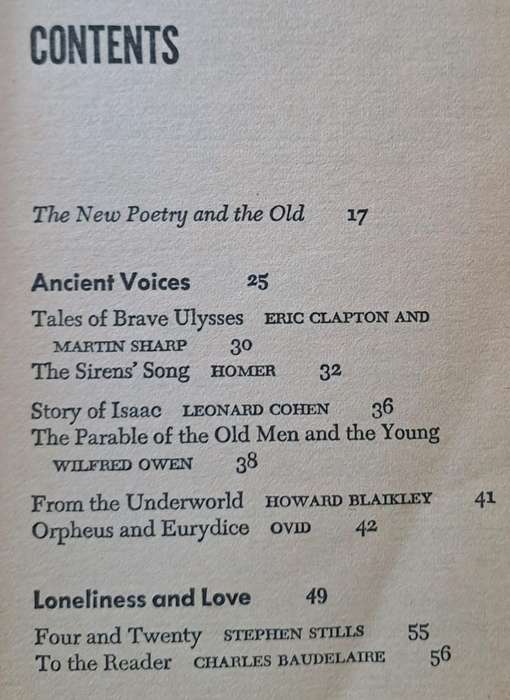 CONTENTS
The New Poetry and the Old 17
Ancient Voices 25
Tales of Brave Ulysses ERIC CLAPTON AND
MARTIN SHARP 30
The Sirens' Song HOMER 32
Story of Isaac LEONARD COHEN 36
The Parable of the Old Men and the Young
WILFRED OWEN 38
From the Underworld HOWARD BLAIKLEY 41
Orpheus and Eurydice OVID 42
Loneliness and Love 49
Four and Twenty STEPHEN STILLS 55
To the Reader CHARLES BAUDELAIRE 56